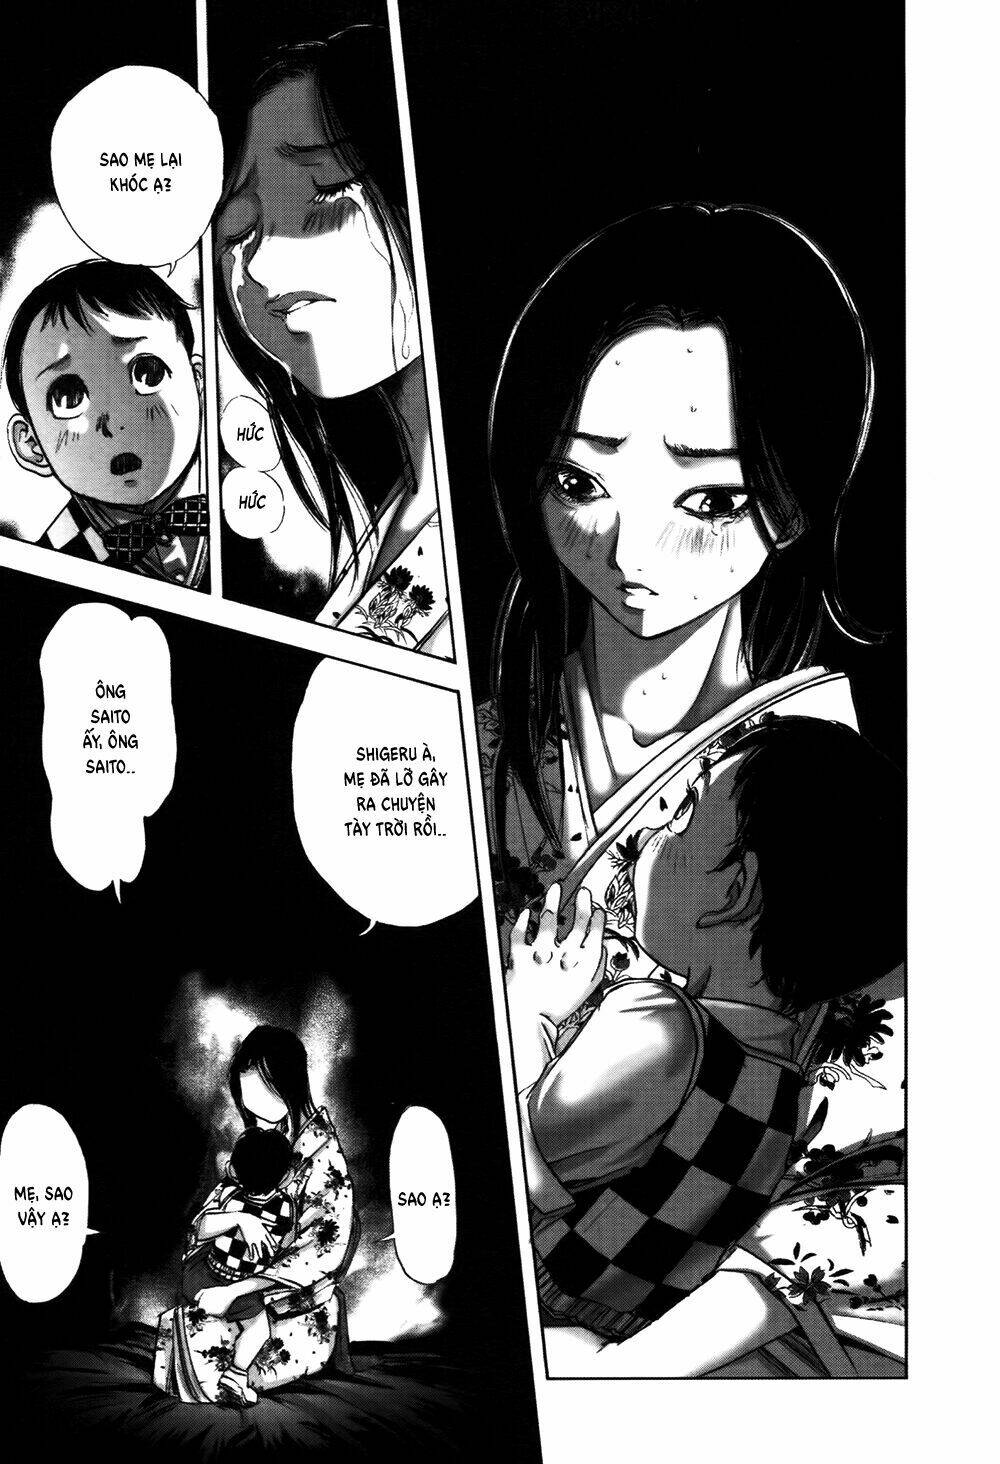 HỨC
HỨC
SAO MẸ LẠI
KHÓC Ạ?
SHIGERU À,
MẸ ĐÃ LỠ GÂY
RA CHUYỆN
TÀY TRỜI RỒI..
ÔNG
SAITO
ẤY, ÔNG
SAITO..
SAO Ạ?
MẸ, SAO
VẬY Ạ?